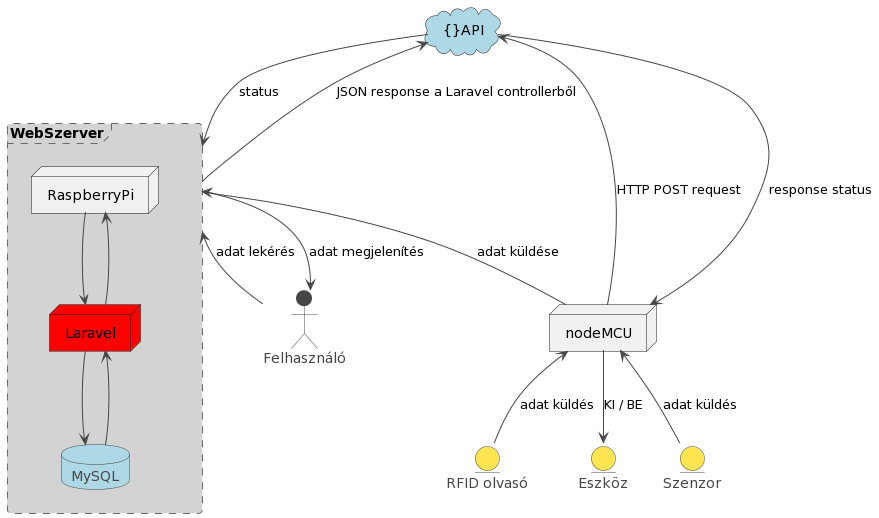 {}API
status
JSON response a Laravel controllerből
WebSzerver
RaspberryPi
HTTP POST request
response status
adat lekérés
adat megjelenítés
adat küldése
Laravel
nodeMCU
Felhasználó
adat küldés
KI / BE
adat küldés
MySQL
RFID olvasó
Eszköz
Szenzor